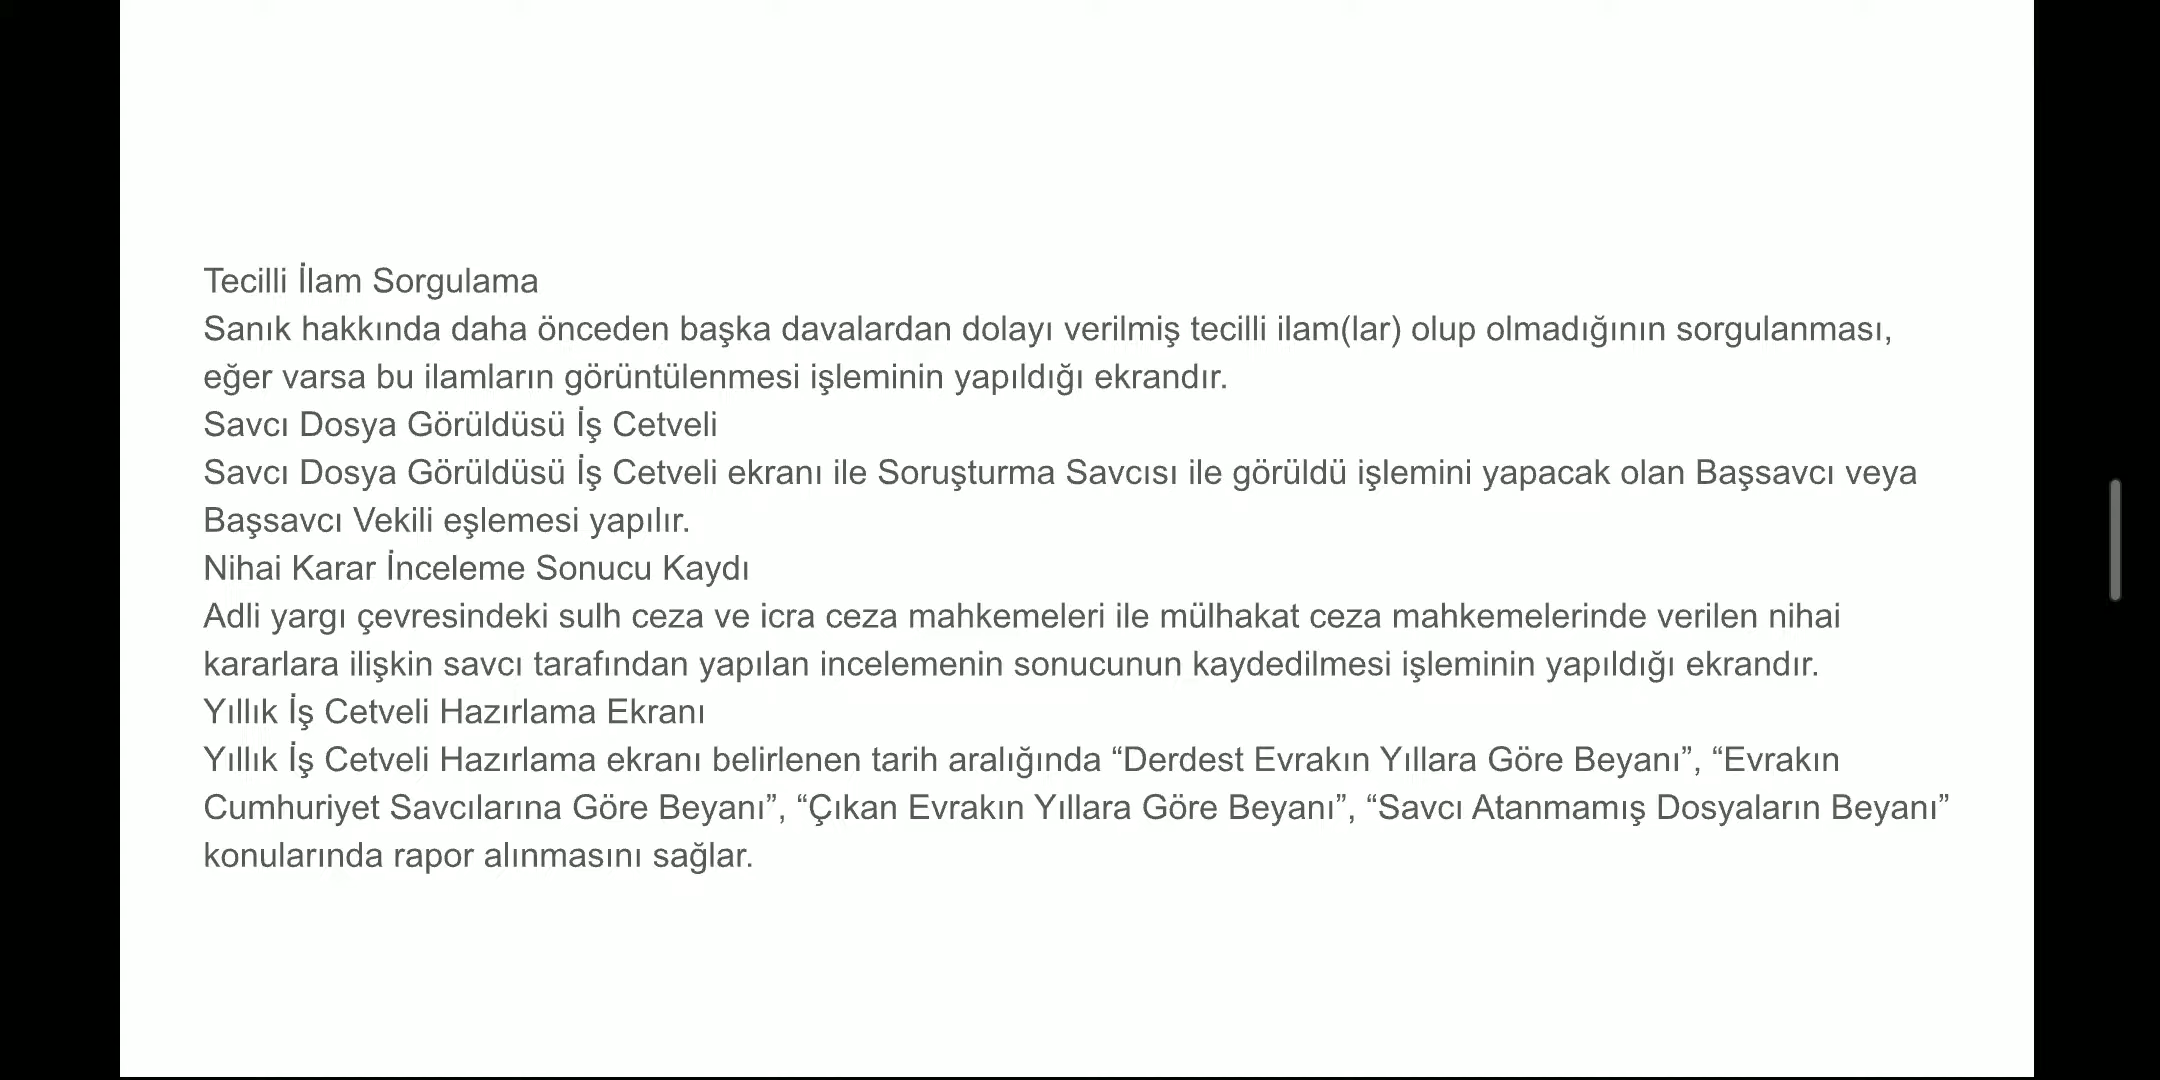 Tecilli İlam Sorgulama
Sanık hakkında daha önceden başka davalardan dolayı verilmiş tecilli ilam(lar) olup olmadığının sorgulanması,
eğer varsa bu ilamların görüntülenmesi işleminin yapıldığı ekrandır.
Savcı Dosya Görüldüsü İş Cetveli
Savcı Dosya Görüldüsü İş Cetveli ekranı ile Soruşturma Savcısı ile görüldü işlemini yapacak olan Başsavcı veya
Başsavcı Vekili eşlemesi yapılır.
Nihai Karar İnceleme Sonucu Kaydı
Adli yargı çevresindeki sulh ceza ve icra ceza mahkemeleri ile mülhakat ceza mahkemelerinde verilen nihai
kararlara ilişkin savcı tarafından yapılan incelemenin sonucunun kaydedilmesi işleminin yapıldığı ekrandır.
Yıllık İş Cetveli Hazırlama Ekranı
Yıllık İş Cetveli Hazırlama ekranı belirlenen tarih aralığında “Derdest Evrakın Yıllara Göre Beyanı”, “Evrakın
Cumhuriyet Savcılarına Göre Beyanı”, “Çıkan Evrakın Yıllara Göre Beyanı”, “Savcı Atanmamış Dosyaların Beyanı”
konularında rapor alınmasını sağlar.